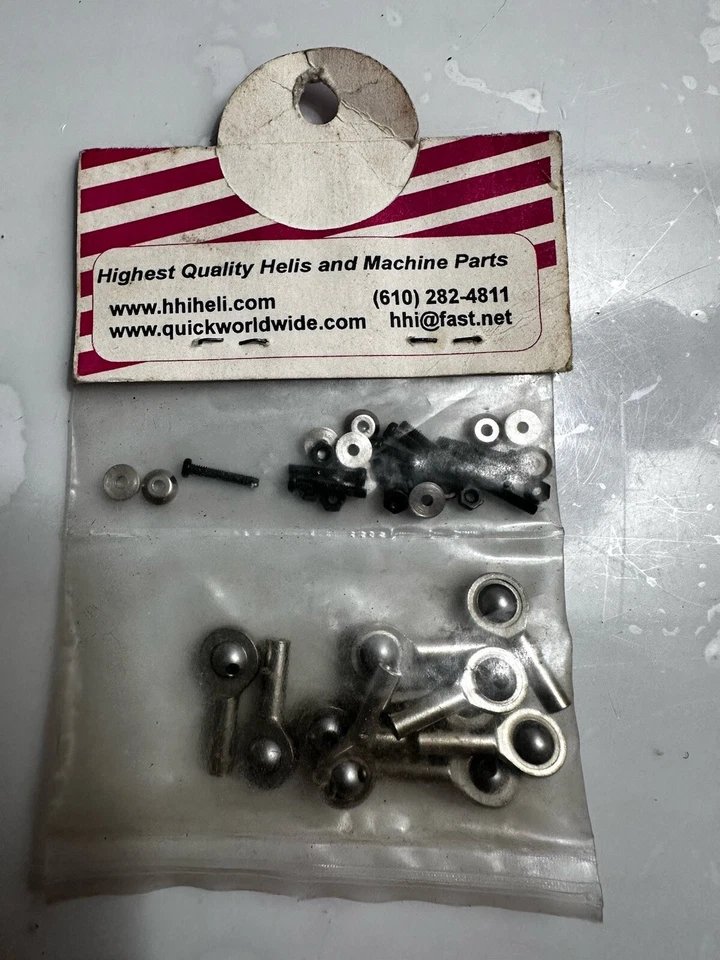 Highest Quality Helis and Machine Parts
www.hhiheli.com (610) 282-4811
www.quickworldwide.com hhi@fast.net